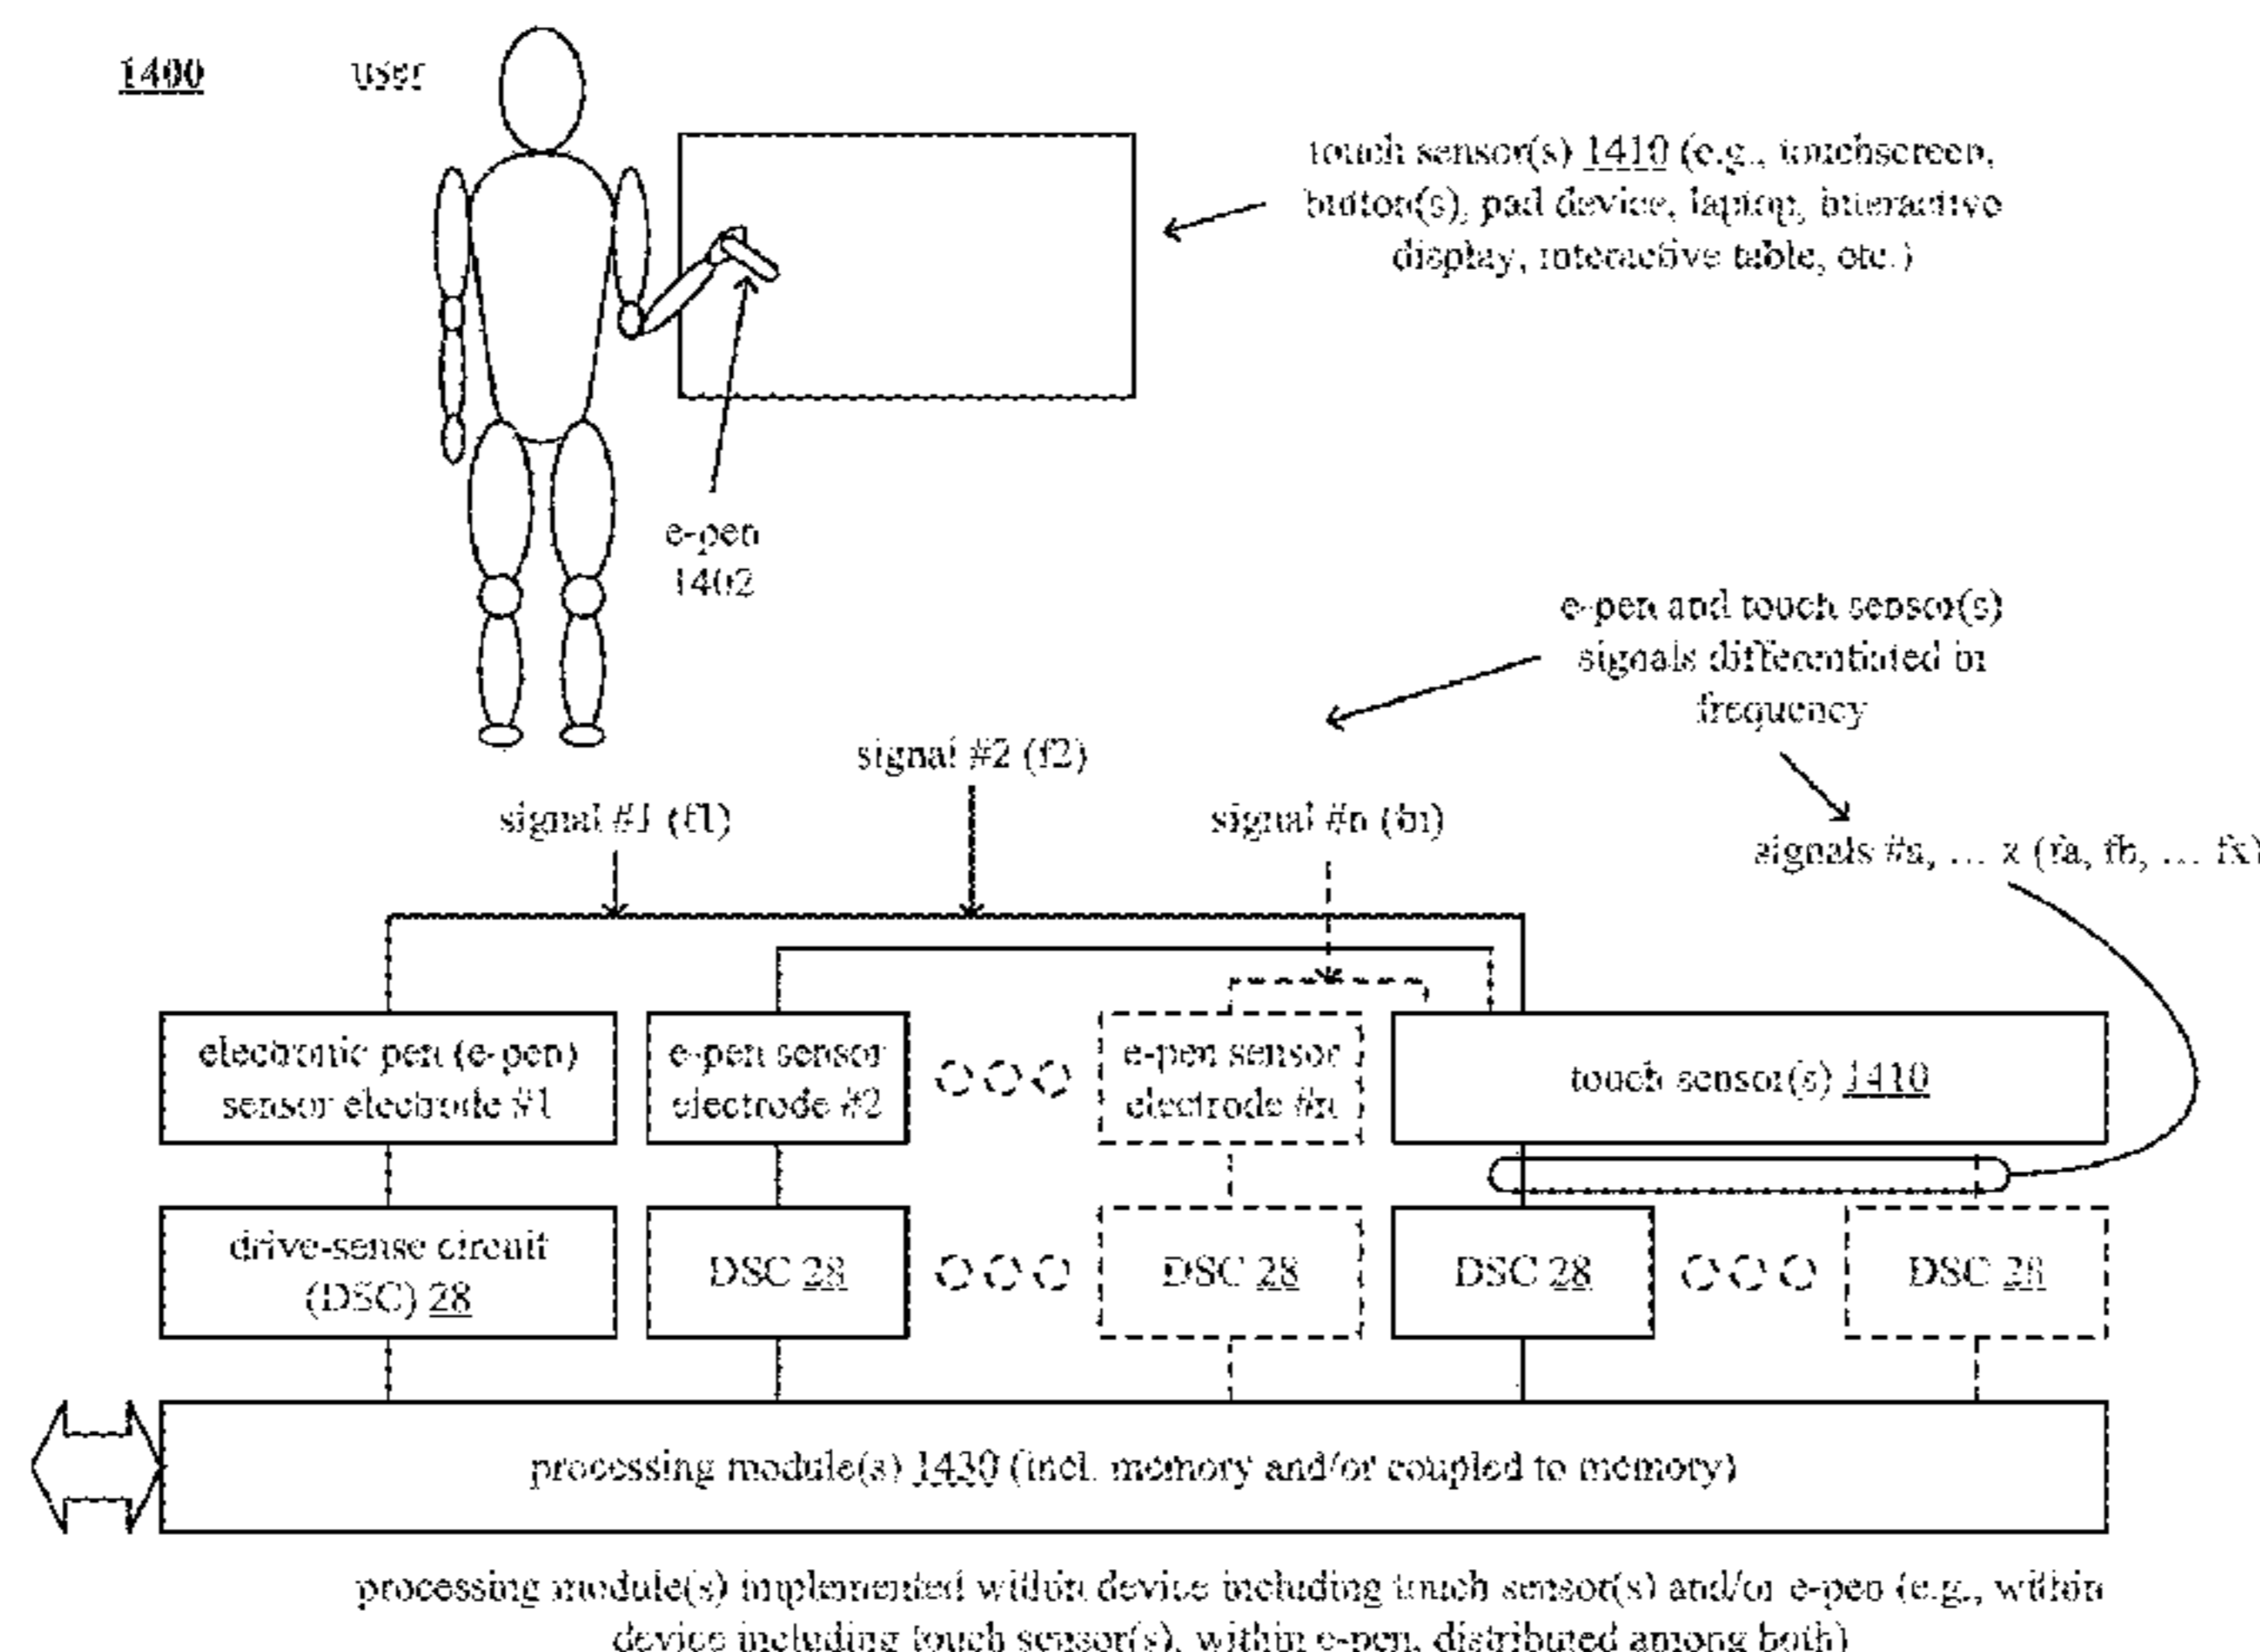 1400
user
touch sensor(s) 1410 (e.g., touchscreen,
button(s), pad device, laptop, interactive
display, interactive table, etc.)
e-pen
1402
e-pen and touch sensor(s)
signals differentiated in
frequency
signal #2 (f2)
signal #1 (f1)
signal #n (fn)
signals #a, ... x (fa, fb, ... fx)
electronic pen (e-pen)
sensor electrode #1
e-pen sensor
electrode #2
e-pen sensor
electrode #n
touch sensor(s) 1410
drive-sense circuit
(DSC) 28
DSC 28
DSC 28
DSC 28
DSC 28
processing module(s) 1430 (incl. memory and/or coupled to memory)
processing module(s) implemented within device including touch sensor(s) and/or e-pen (e.g., within
device including touch sensor(s), within e-pen, distributed among both)